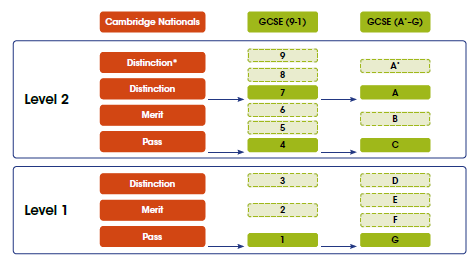 Cambridge Nationals GCSE (9-1) GCSE (A*-G)
9
Distinction* A*
8
Distinction 7 A
Level 2
6
Merit B
5
Pass 4 C
Distinction 3 D
E
Level 1 Merit 2
F
Pass 1 G